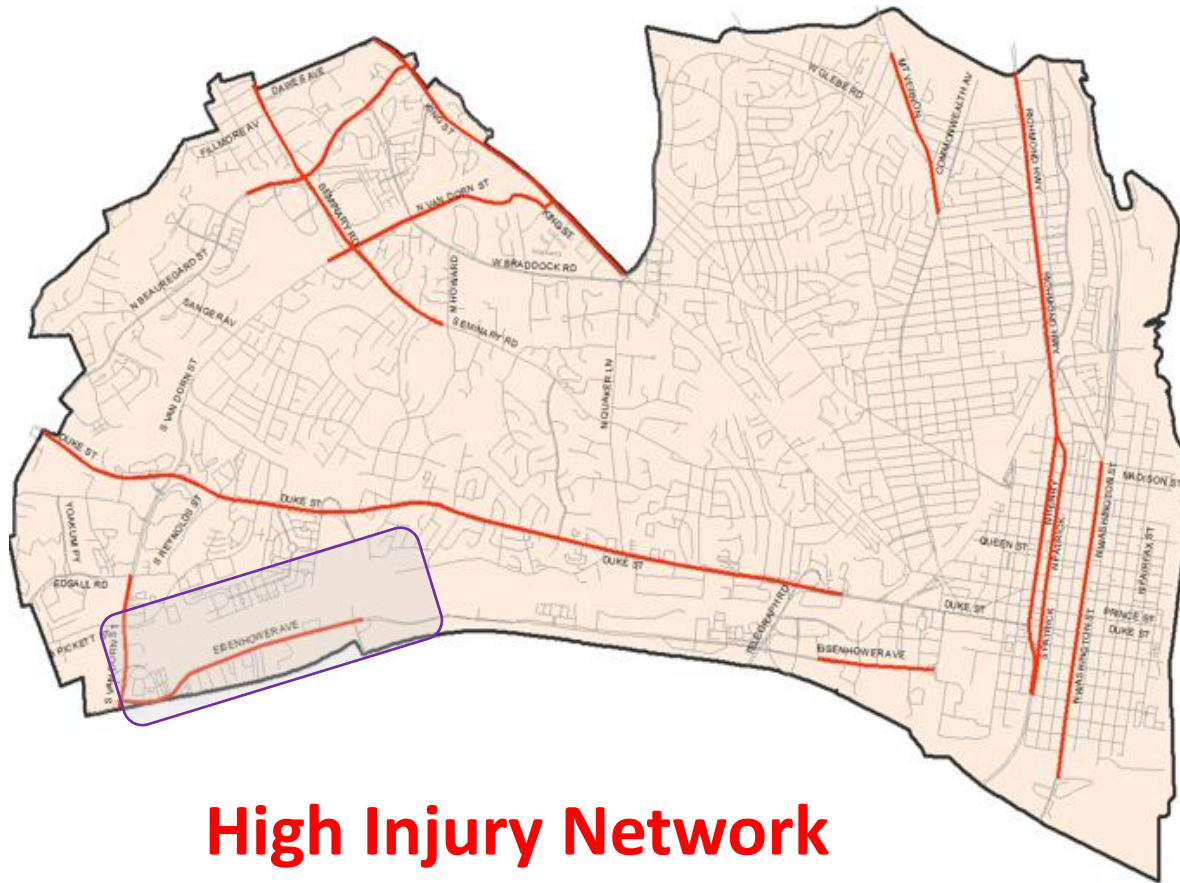 DAWES AVE
FILLMORE AV
KING ST
W GLEBE RD
MT VERNON
COMMONWEALTH AV
RICHMOND HWY
SEMINARY RD
N VAN DORN ST
KING ST
W BRADDOCK RD
N BEAUREGARD ST
SANGER AV
N HOWARD
SEMINARY RD
RICHMOND HWY
S VAN DORN ST
N QUAKER LN
DUKE ST
DUKE ST
S REYNOLDS ST
YOAKUM PY
N WASHINGTON ST
MADISON ST
N HENRY
N PATRICK
QUEEN ST
N FAIRFAX ST
DUKE ST
EDSALL RD
TELEGRAPH RD
DUKE ST
PRINCE ST
DUKE ST
PICKETT
S VAN DORN ST
EISENHOWER AVE
EISENHOWER AVE
S PATRICK
N WASHINGTON ST
High Injury Network